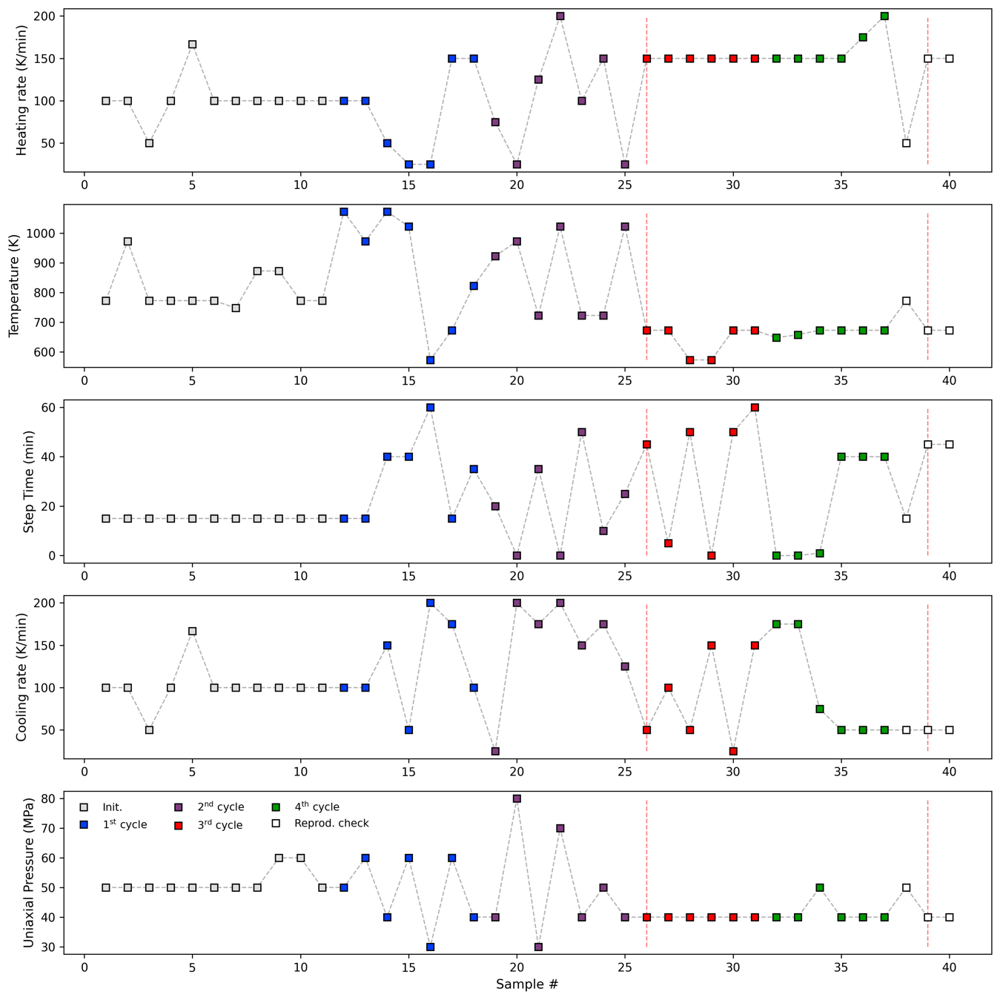 Heating rate (K/min)
200
150
100
50
0 5 10 15 20 25 30 35 40
Temperature (K)
1000
900
800
700
600
0 5 10 15 20 25 30 35 40
Step Time (min)
60
40
20
0
0 5 10 15 20 25 30 35 40
Cooling rate (K/min)
200
150
100
50
0 5 10 15 20 25 30 35 40
Uniaxial Pressure (MPa)
80
70
60
50
40
30
Init. 2nd cycle 4th cycle
1st cycle 3rd cycle Reprod. check
0 5 10 15 20 25 30 35 40
Sample #